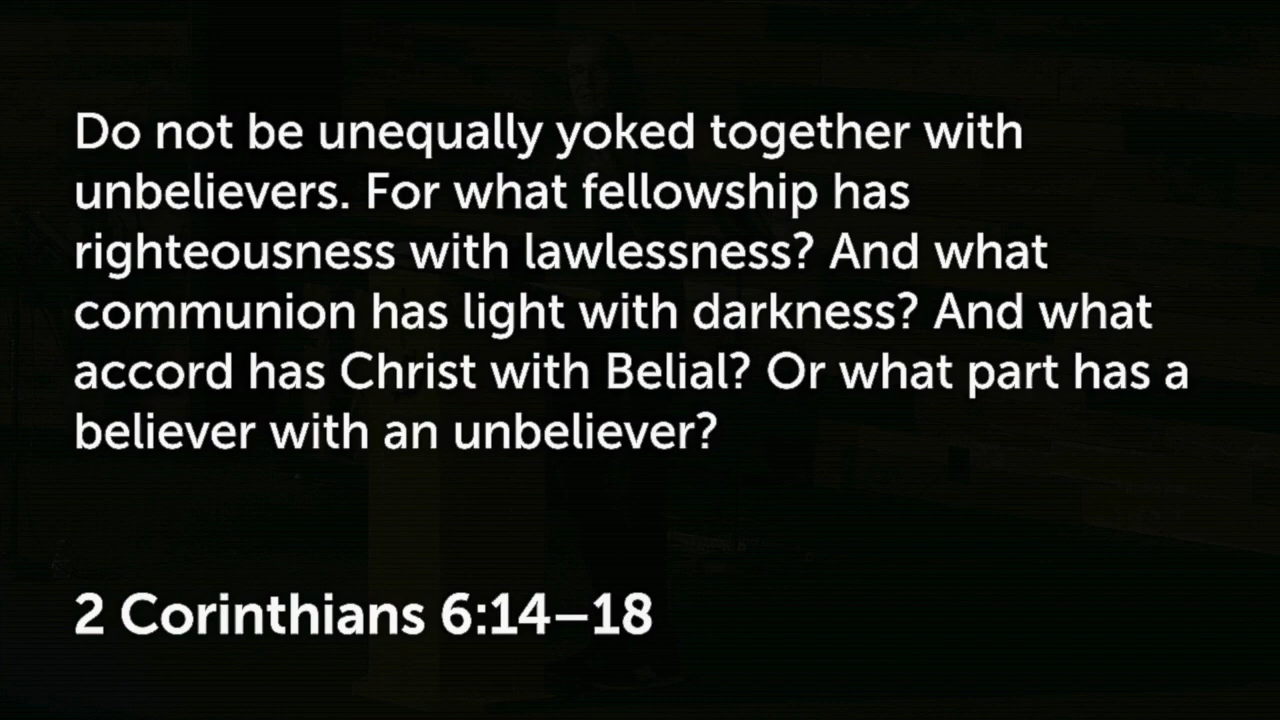 Do not be unequally yoked together with
unbelievers. For what fellowship has
righteousness with lawlessness? And what
communion has light with darkness? And what
accord has Christ with Belial? Or what part has a
believer with an unbeliever?
2 Corinthians 6:14–18